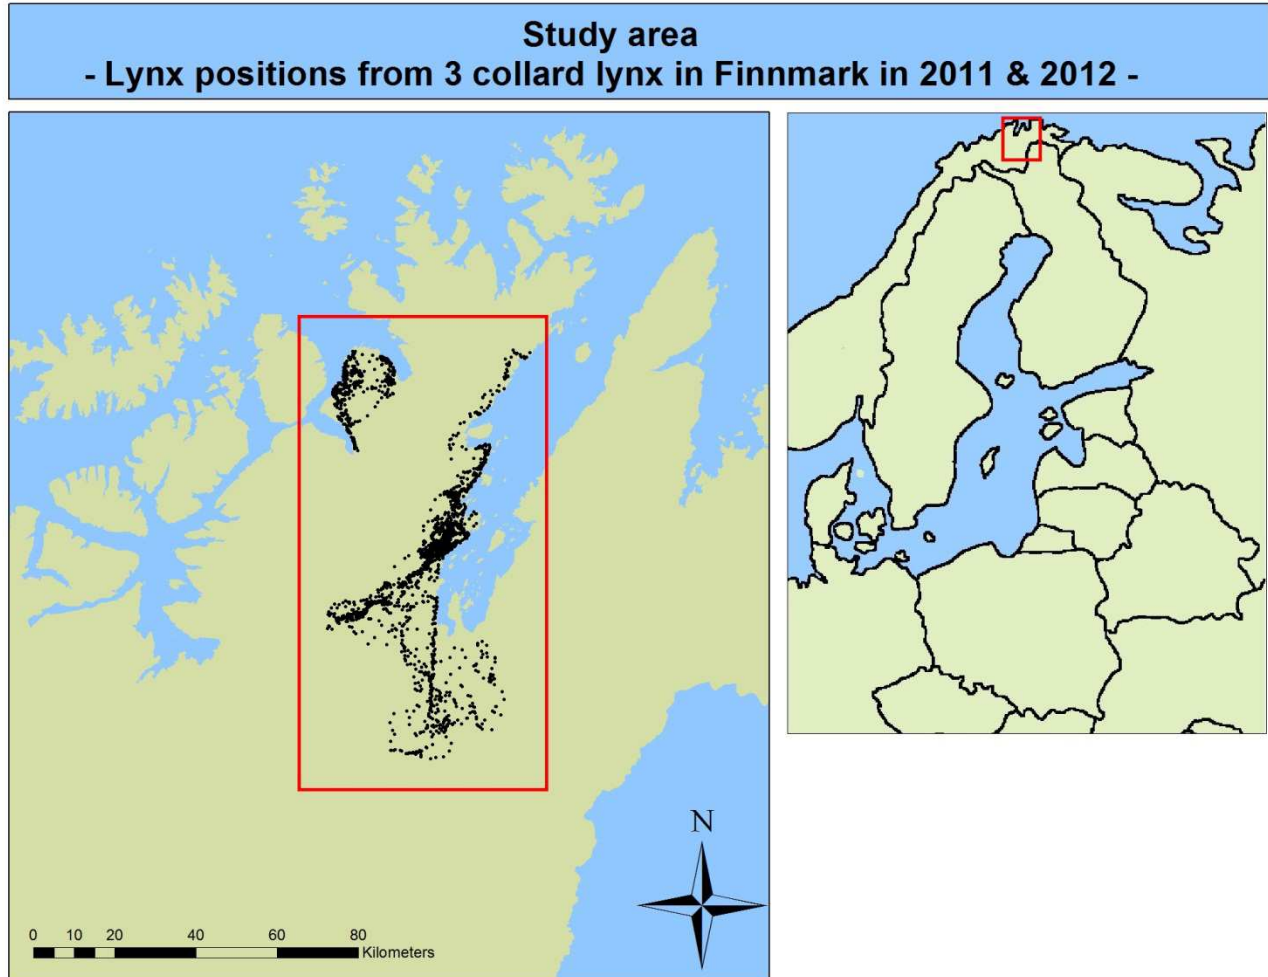 Study area
- Lynx positions from 3 collard lynx in Finnmark in 2011 & 2012 -
N
0 10 20 40 60 80
Kilometers